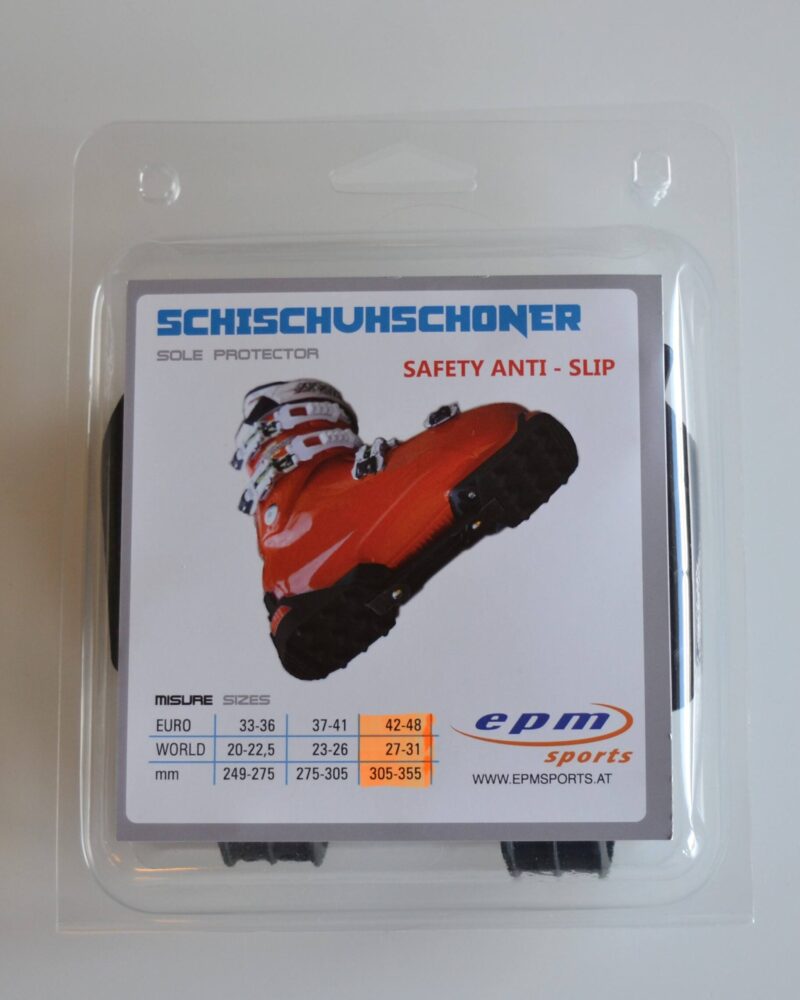 SCHISCHUHSCHONER
SOLE PROTECTOR
SAFETY ANTI - SLIP
MISURE SIZES
EURO 33-36 37-41 42-48
WORLD 20-22,5 23-26 27-31
mm 249-275 275-305 305-355
epm
sports
WWW.EPMSPORTS.AT